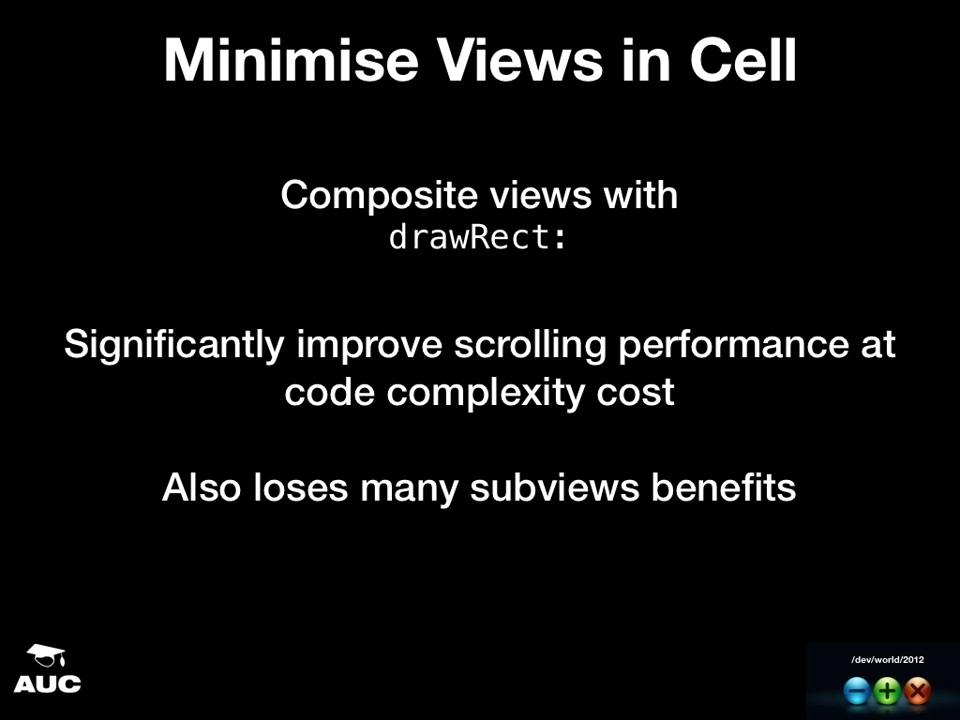 Minimise Views in Cell
Composite views with
drawRect:
Significantly improve scrolling performance at
code complexity cost
Also loses many subviews benefits
AUC
/dev/world/2012